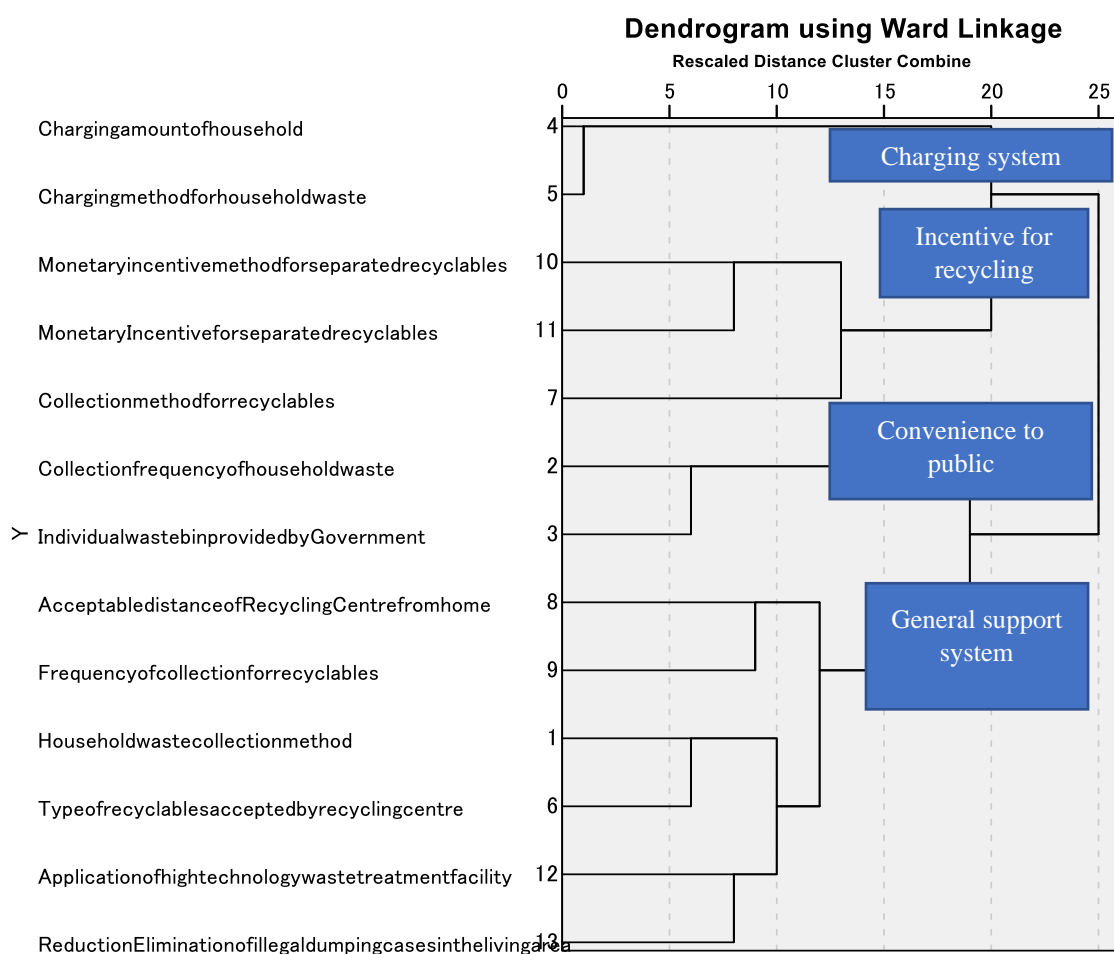 Dendrogram using Ward Linkage
Rescaled Distance Cluster Combine
0 5 10 15 20 25
Chargingamountofhousehold 4
Charging system
Chargingmethodforhouseholdwaste 5
Incentive for
recycling
Monetaryincentivemethodforseparatedrecyclables 10
MonetaryIncentiveforseparatedrecyclables 11
Collectionmethodforrecyclables 7
Convenience to
public
Collectionfrequencyofhouseholdwaste 2
Y
IndividualwastebinprovidedbyGovernment 3
AcceptabledistanceofRecyclingCentrefromhome 8
General support
system
Frequencyofcollectionforrecyclables 9
Householdwastecollectionmethod 1
Typeofrecyclablesacceptedbyrecyclingcentre 6
Applicationofhightechnologywastetreatmentfacility 12
ReductionEliminationofillegaldumpingcasesinthelivingarea 13